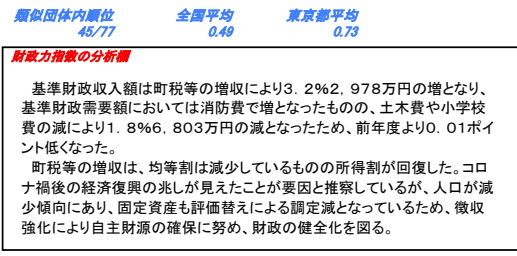 類似団体内順位 全国平均 東京都平均
45/77 0.49 0.73
財政力指数の分析欄
基準財政収入額は町税等の増収により3．2％2，978万円の増となり、
基準財政需要額においては消防費で増となったものの、土木費や小学校
費の減により1．8％6，803万円の減となったため、前年度より0．01ポイ
ント低くなった。
町税等の増収は、均等割は減少しているものの所得割が回復した。コロ
ナ禍後の経済復興の兆しが見えたことが要因と推察しているが、人口が減
少傾向にあり、固定資産も評価替えによる調定減となっているため、徴収
強化により自主財源の確保に努め、財政の健全化を図る。